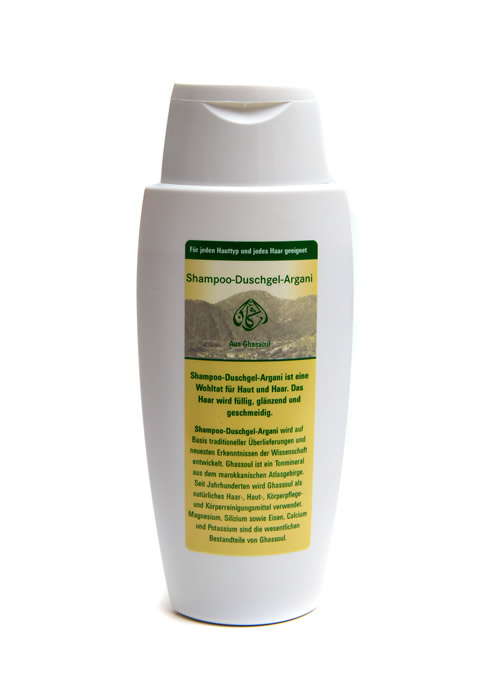 Für jeden Hauttyp und jedes Haar geeignet
Shampoo-Duschgel-Argani
أركان
Aus Ghassoul
Shampoo-Duschgel-Argani ist eine
Wohltat für Haut und Haar. Das
Haar wird füllig, glänzend und
geschmeidig.
Shampoo-Duschgel-Argani wird auf
Basis traditioneller Überlieferungen und
neuesten Erkenntnissen der Wissenschaft
entwickelt. Ghassoul ist ein Tonmineral
aus dem marokkanischen Atlasgebirge.
Seit Jahrhunderten wird Ghassoul als
natürliches Haar-, Haut-, Körperpflege-
und Körperreinigungsmittel verwendet.
Magnesium, Silizium sowie Eisen, Calcium
und Potassium sind die wesentlichen
Bestandteile von Ghassoul.